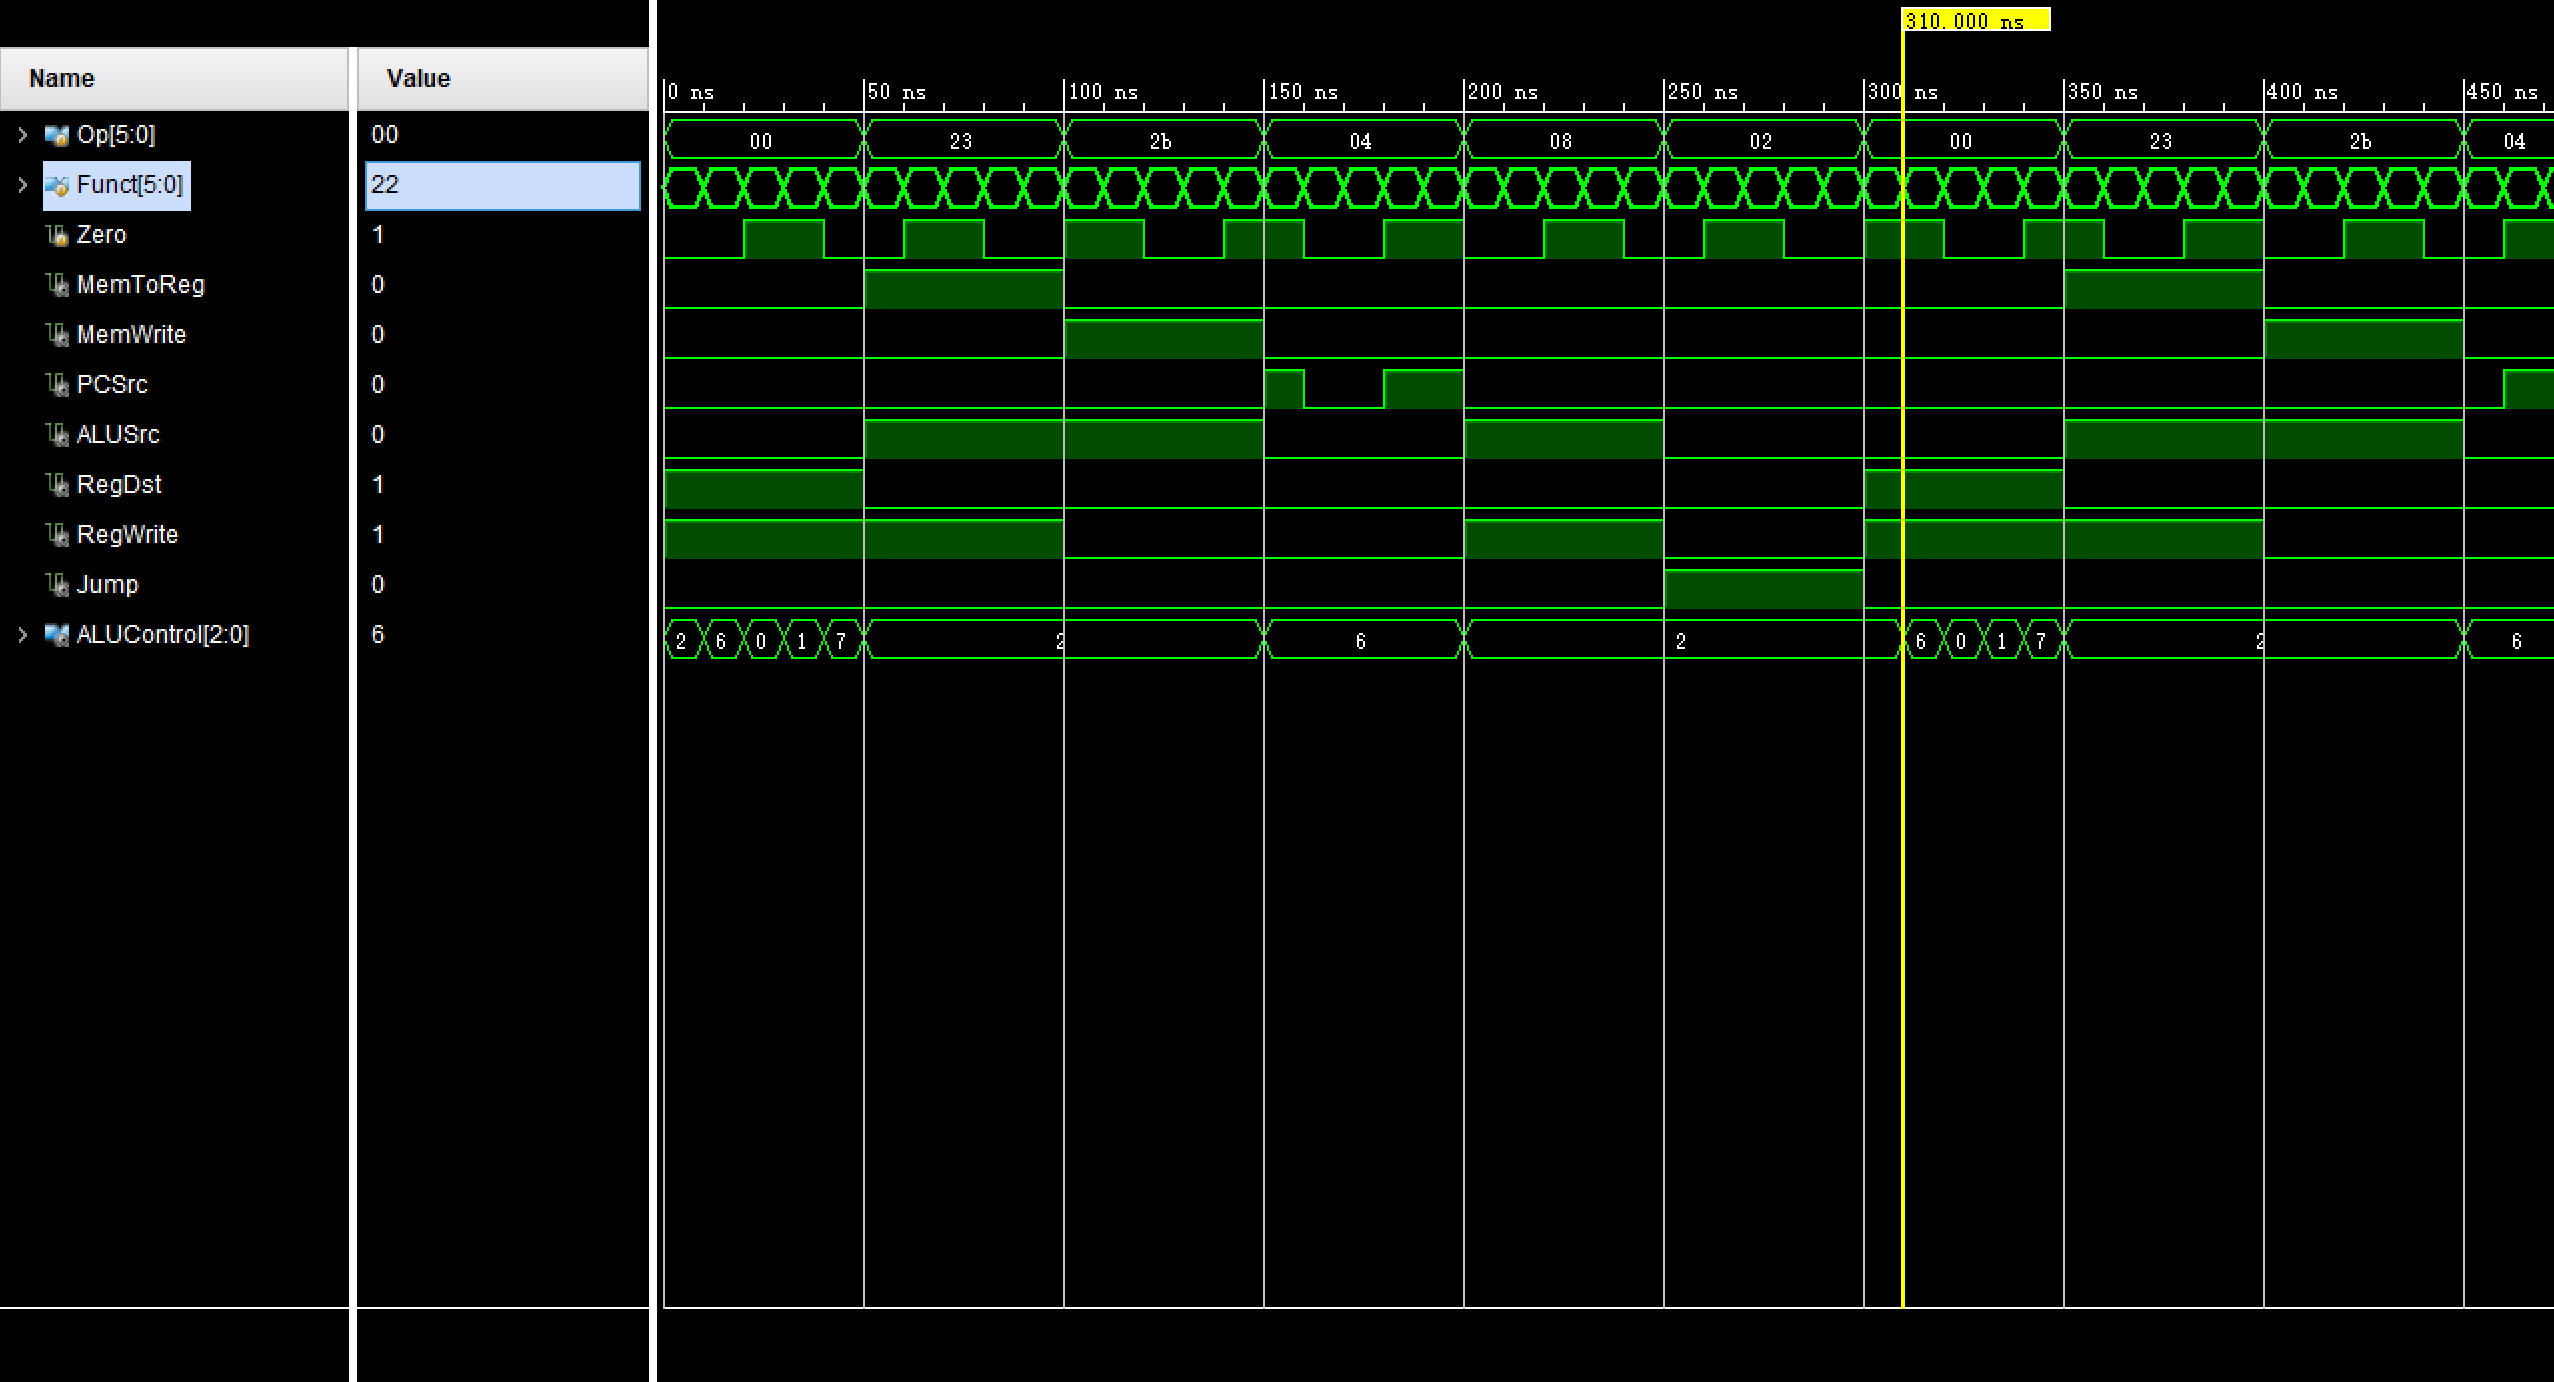 310.000 ns
Name Value
0 ns 50 ns 100 ns 150 ns 200 ns 250 ns 300 ns 350 ns 400 ns 450 ns
Op[5:0] 00 00 23 2b 04 08 02 00 23 2b 04
Funct[5:0] 22
Zero 1
MemToReg 0
MemWrite 0
PCSrc 0
ALUSrc 0
RegDst 1
RegWrite 1
Jump 0
ALUControl[2:0] 6 2 6 0 1 7 2 6 2 6 0 1 7 2 6